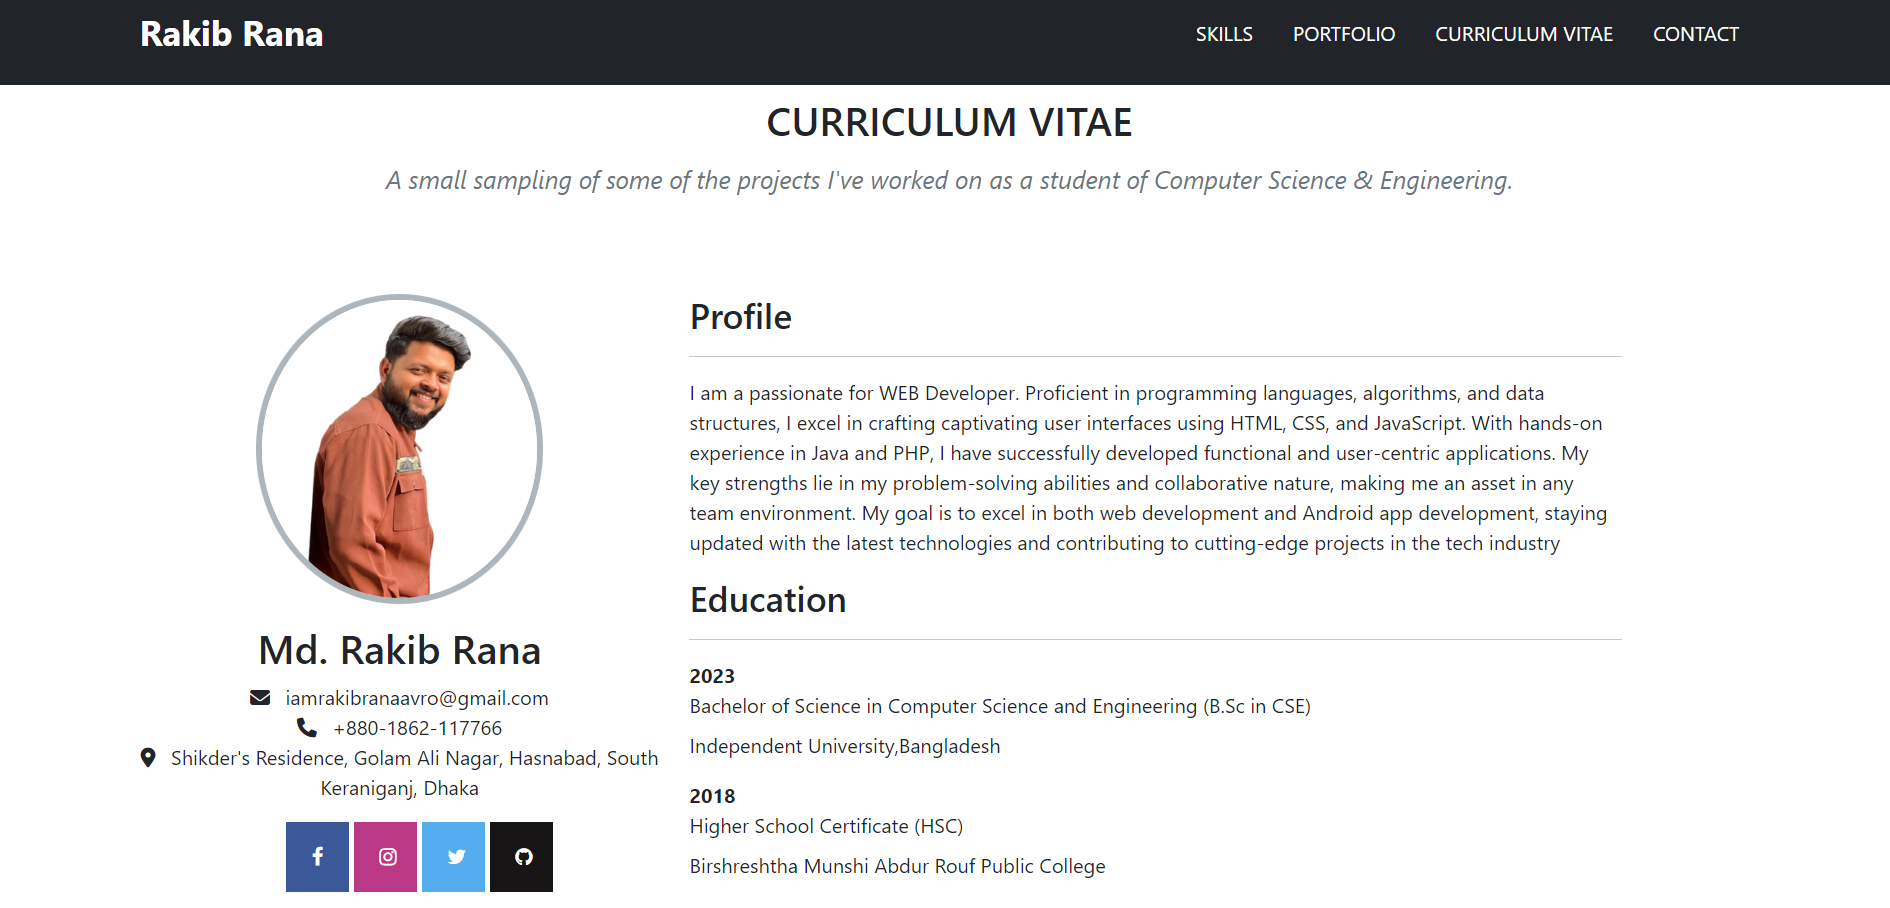 Rakib Rana
SKILLS PORTFOLIO CURRICULUM VITAE CONTACT
CURRICULUM VITAE
A small sampling of some of the projects I've worked on as a student of Computer Science & Engineering.
Md. Rakib Rana
iamrakibranaavro@gmail.com
+880-1862-117766
Shikder's Residence, Golam Ali Nagar, Hasnabad, South
Keraniganj, Dhaka
Profile
I am a passionate for WEB Developer. Proficient in programming languages, algorithms, and data
structures, I excel in crafting captivating user interfaces using HTML, CSS, and JavaScript. With hands-on
experience in Java and PHP, I have successfully developed functional and user-centric applications. My
key strengths lie in my problem-solving abilities and collaborative nature, making me an asset in any
team environment. My goal is to excel in both web development and Android app development, staying
updated with the latest technologies and contributing to cutting-edge projects in the tech industry
Education
2023
Bachelor of Science in Computer Science and Engineering (B.Sc in CSE)
Independent University,Bangladesh
2018
Higher School Certificate (HSC)
Birshreshtha Munshi Abdur Rouf Public College